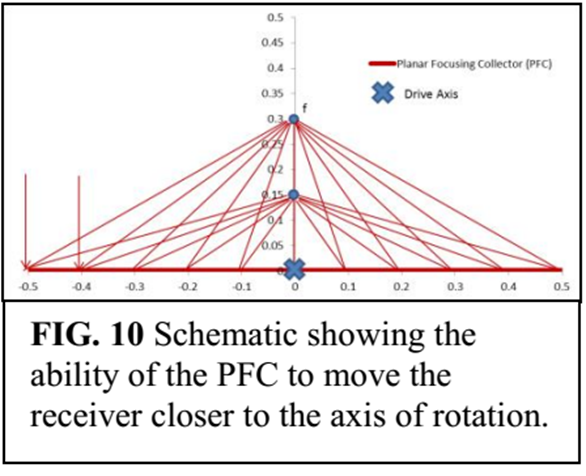 0.5
0.45
0.4
0.35
0.3
f
0.25
0.2
0.15
0.1
0.05
0
Planar Focusing Collector (PFC)
Drive Axis
-0.5 -0.4 -0.3 -0.2 -0.1 0 0.1 0.2 0.3 0.4 0.5
FIG. 10 Schematic showing the
ability of the PFC to move the
receiver closer to the axis of rotation.